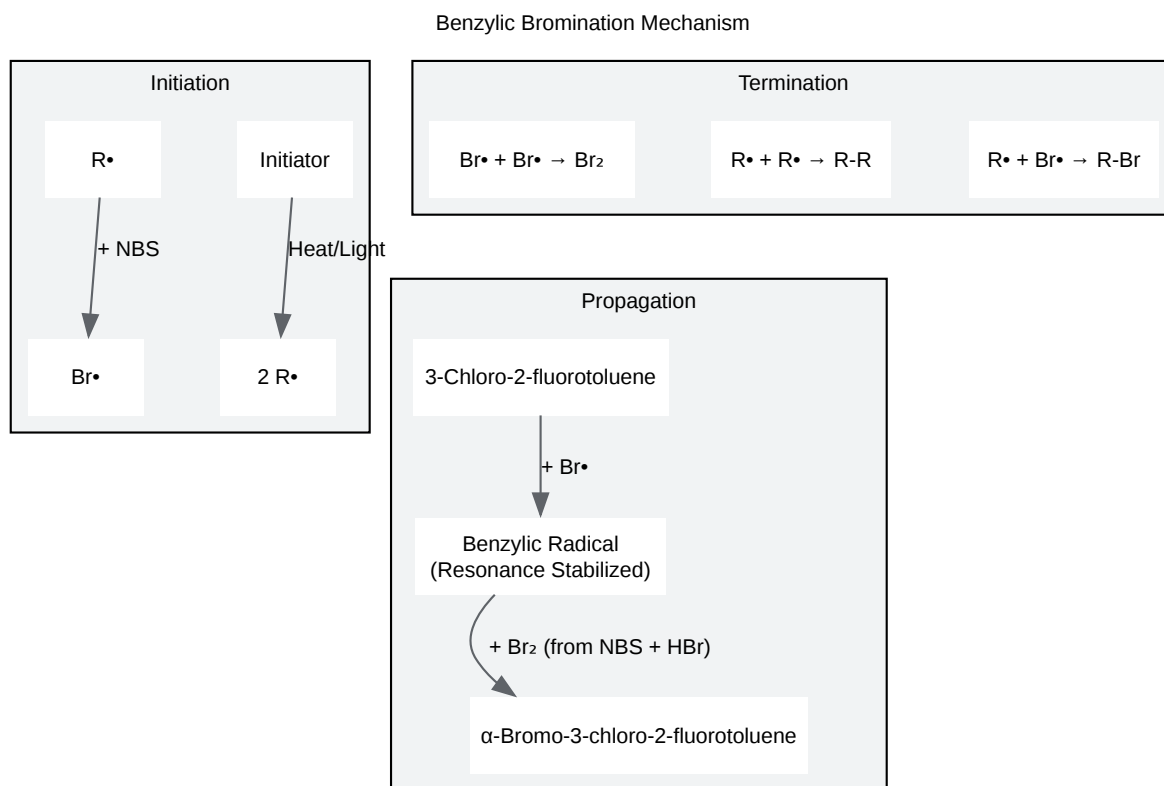 Benzylic Bromination Mechanism
Initiation
R•
Initiator
+ NBS
Heat/Light
Br•
2 R•
Termination
Br• + Br• → Br₂
R• + R• → R-R
R• + Br• → R-Br
Propagation
3-Chloro-2-fluorotoluene
+ Br•
Benzylic Radical
(Resonance Stabilized)
+ Br₂ (from NBS + HBr)
α-Bromo-3-chloro-2-fluorotoluene